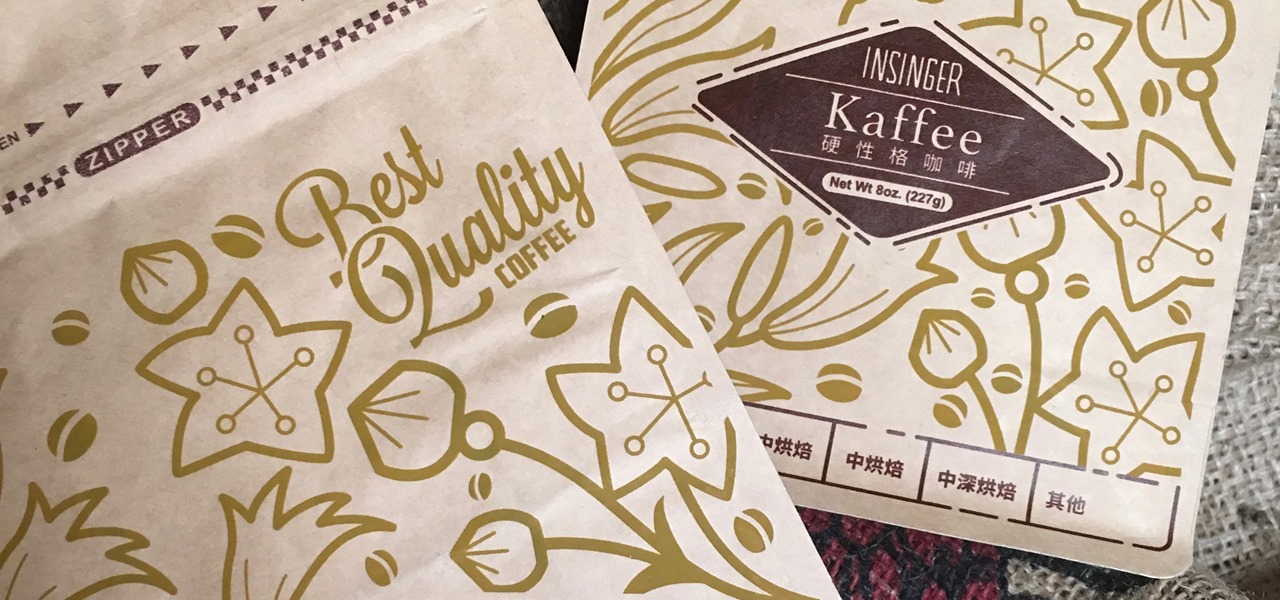 EN
ZIPPER
Best
Quality
COFFEE
INSINGER
Kaffee
硬性格咖啡
Net Wt 8oz. (227g)
中烘焙
中烘焙
中深烘焙
其他